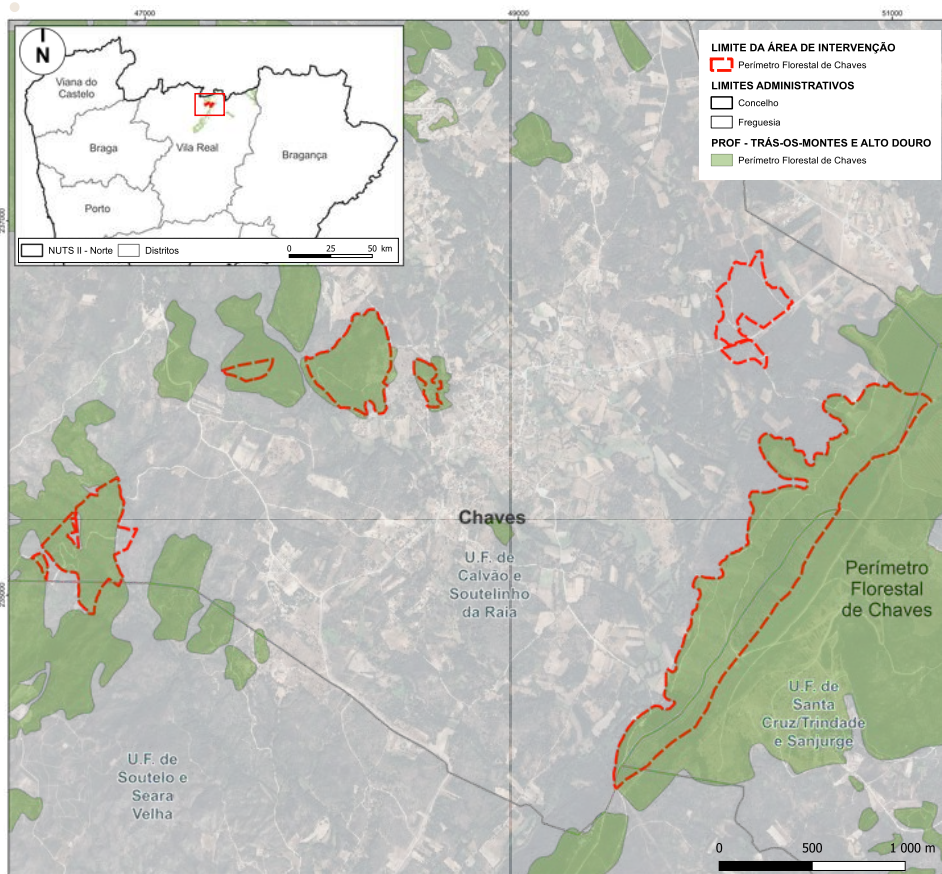 47000
49000
51000
N
Viana do
Castelo
Braga
Vila Real
Bragança
Porto
NUTS II - Norte
Distritos
0 25 50 km
LIMITE DA ÁREA DE INTERVENÇÃO
Perímetro Florestal de Chaves
LIMITES ADMINISTRATIVOS
Concelho
Freguesia
PROF - TRÁS-OS-MONTES E ALTO DOURO
Perímetro Florestal de Chaves
237000
235000
Chaves
U.F. de
Calvão e
Soutelinho
da Raia
Perímetro
Florestal
de Chaves
U.F. de
Santa
Cruz/Trindade
e Sanjurge
U.F. de
Soutelo e
Seara
Velha
0 500 1 000 m